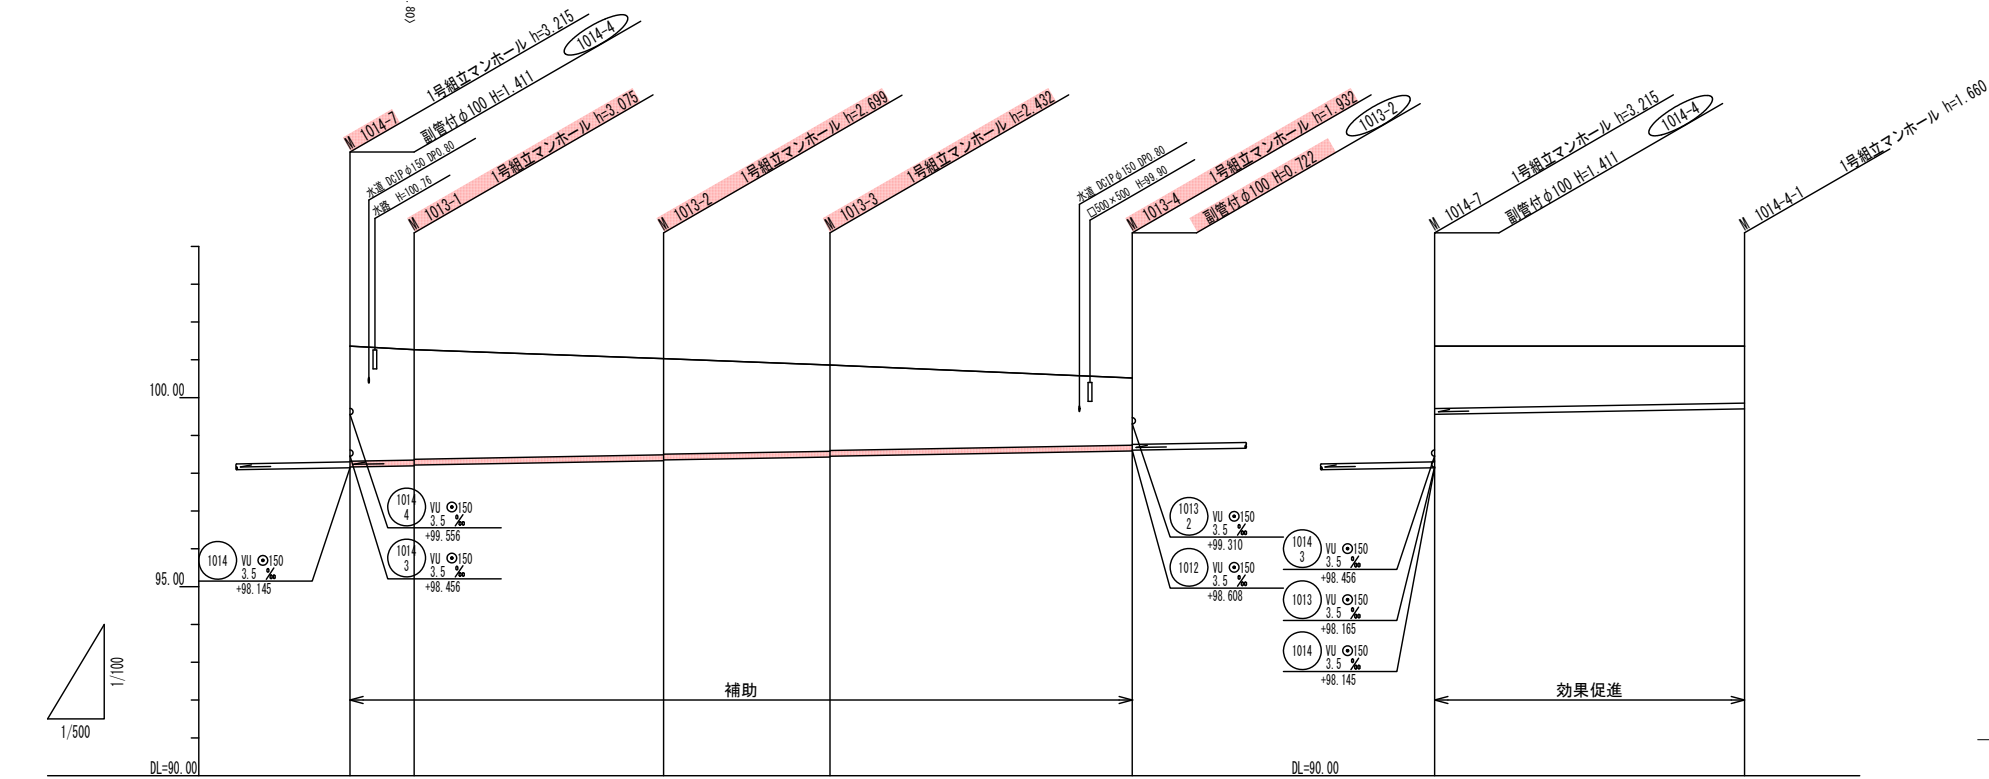 .80)
M 1014-7
1号組立マンホール h=3.215
副管付φ100 H=1.411
1014-4
水道 DCIPφ150 DP0.80
水路 H=100.76
M 1013-1 1号組立マンホール h=3.075
M 1013-2 1号組立マンホール h=2.699
M 1013-3 1号組立マンホール h=2.432
水道 DCIPφ150 DP0.80
□500×500 H=99.90
M 1013-4 1号組立マンホール h=1.932
副管付φ100 H=0.722
1013-2
M 1014-7 1号組立マンホール h=3.215
副管付φ100 H=1.411
1014-4
M 1014-4-1 1号組立マンホール h=1.660
100.00
95.00
DL=90.00
1014
VU ⦿150
3.5 ‰
+98.145
1014
4
VU ⦿150
3.5 ‰
+99.556
1014
3
VU ⦿150
3.5 ‰
+98.456
1013
2
VU ⦿150
3.5 ‰
+99.310
1012
VU ⦿150
3.5 ‰
+98.608
1014
3
VU ⦿150
3.5 ‰
+98.456
1013
VU ⦿150
3.5 ‰
+98.165
1014
VU ⦿150
3.5 ‰
+98.145
1/100
1/500
補助
効果促進
DL=90.00